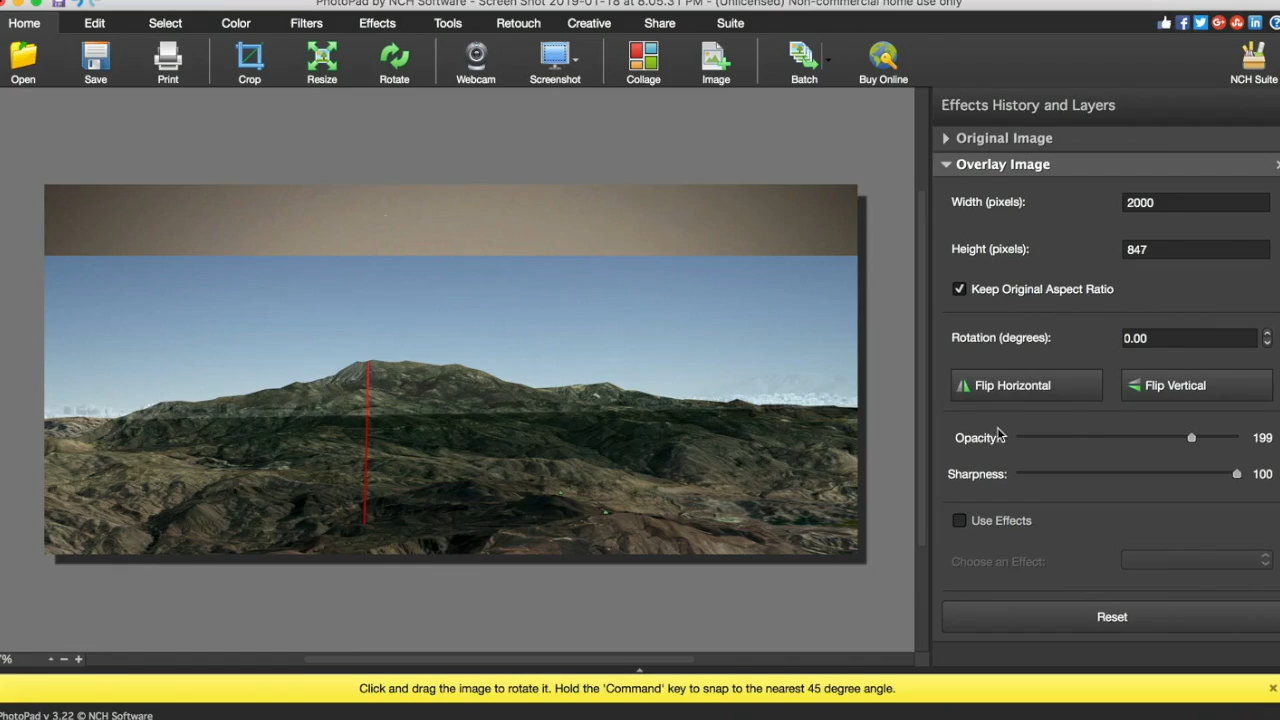 PhotoPad by NCH Software - Screen Shot 2019-01-18 at 8.05.31 PM - (Unlicensed) Non-commercial home use only
Home Edit Select Color Filters Effects Tools Retouch Creative Share Suite
Open Save Print Crop Resize Rotate Webcam Screenshot Collage Image Batch Buy Online NCH Suite
Effects History and Layers
Original Image
Overlay Image
Width (pixels): 2000
Height (pixels): 847
Keep Original Aspect Ratio
Rotation (degrees): 0.00
Flip Horizontal Flip Vertical
Opacity: 199
Sharpness: 100
Use Effects
Choose an Effect:
Reset
Click and drag the image to rotate it. Hold the 'Command' key to snap to the nearest 45 degree angle.
PhotoPad v 3.22 © NCH Software